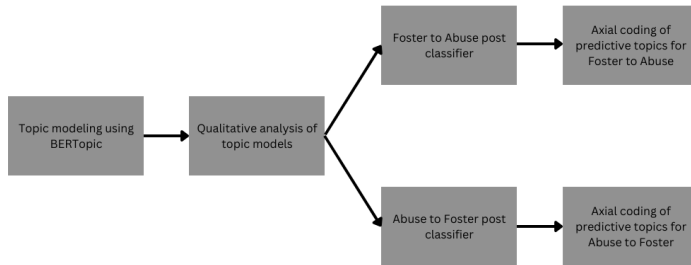 Topic modeling using
BERTopic
Qualitative analysis of
topic models
Foster to Abuse post
classifier
Axial coding of
predictive topics for
Foster to Abuse
Abuse to Foster post
classifier
Axial coding of
predictive topics for
Abuse to Foster